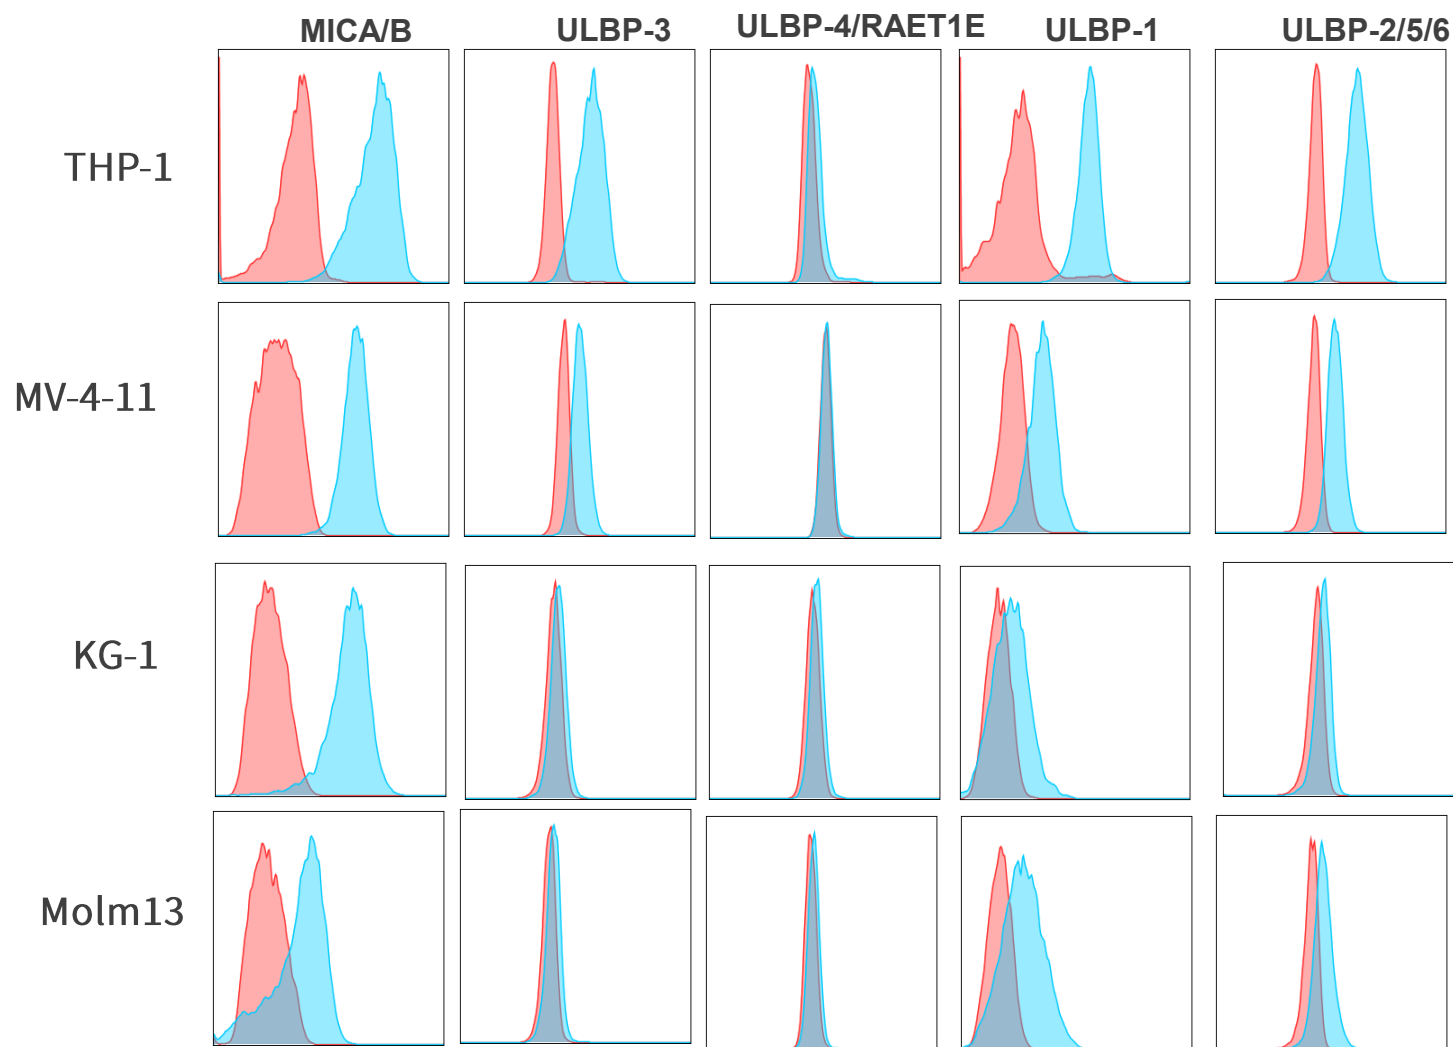 MICA/B ULBP-3 ULBP-4/RAET1E ULBP-1 ULBP-2/5/6
THP-1
MV-4-11
KG-1
Molm13